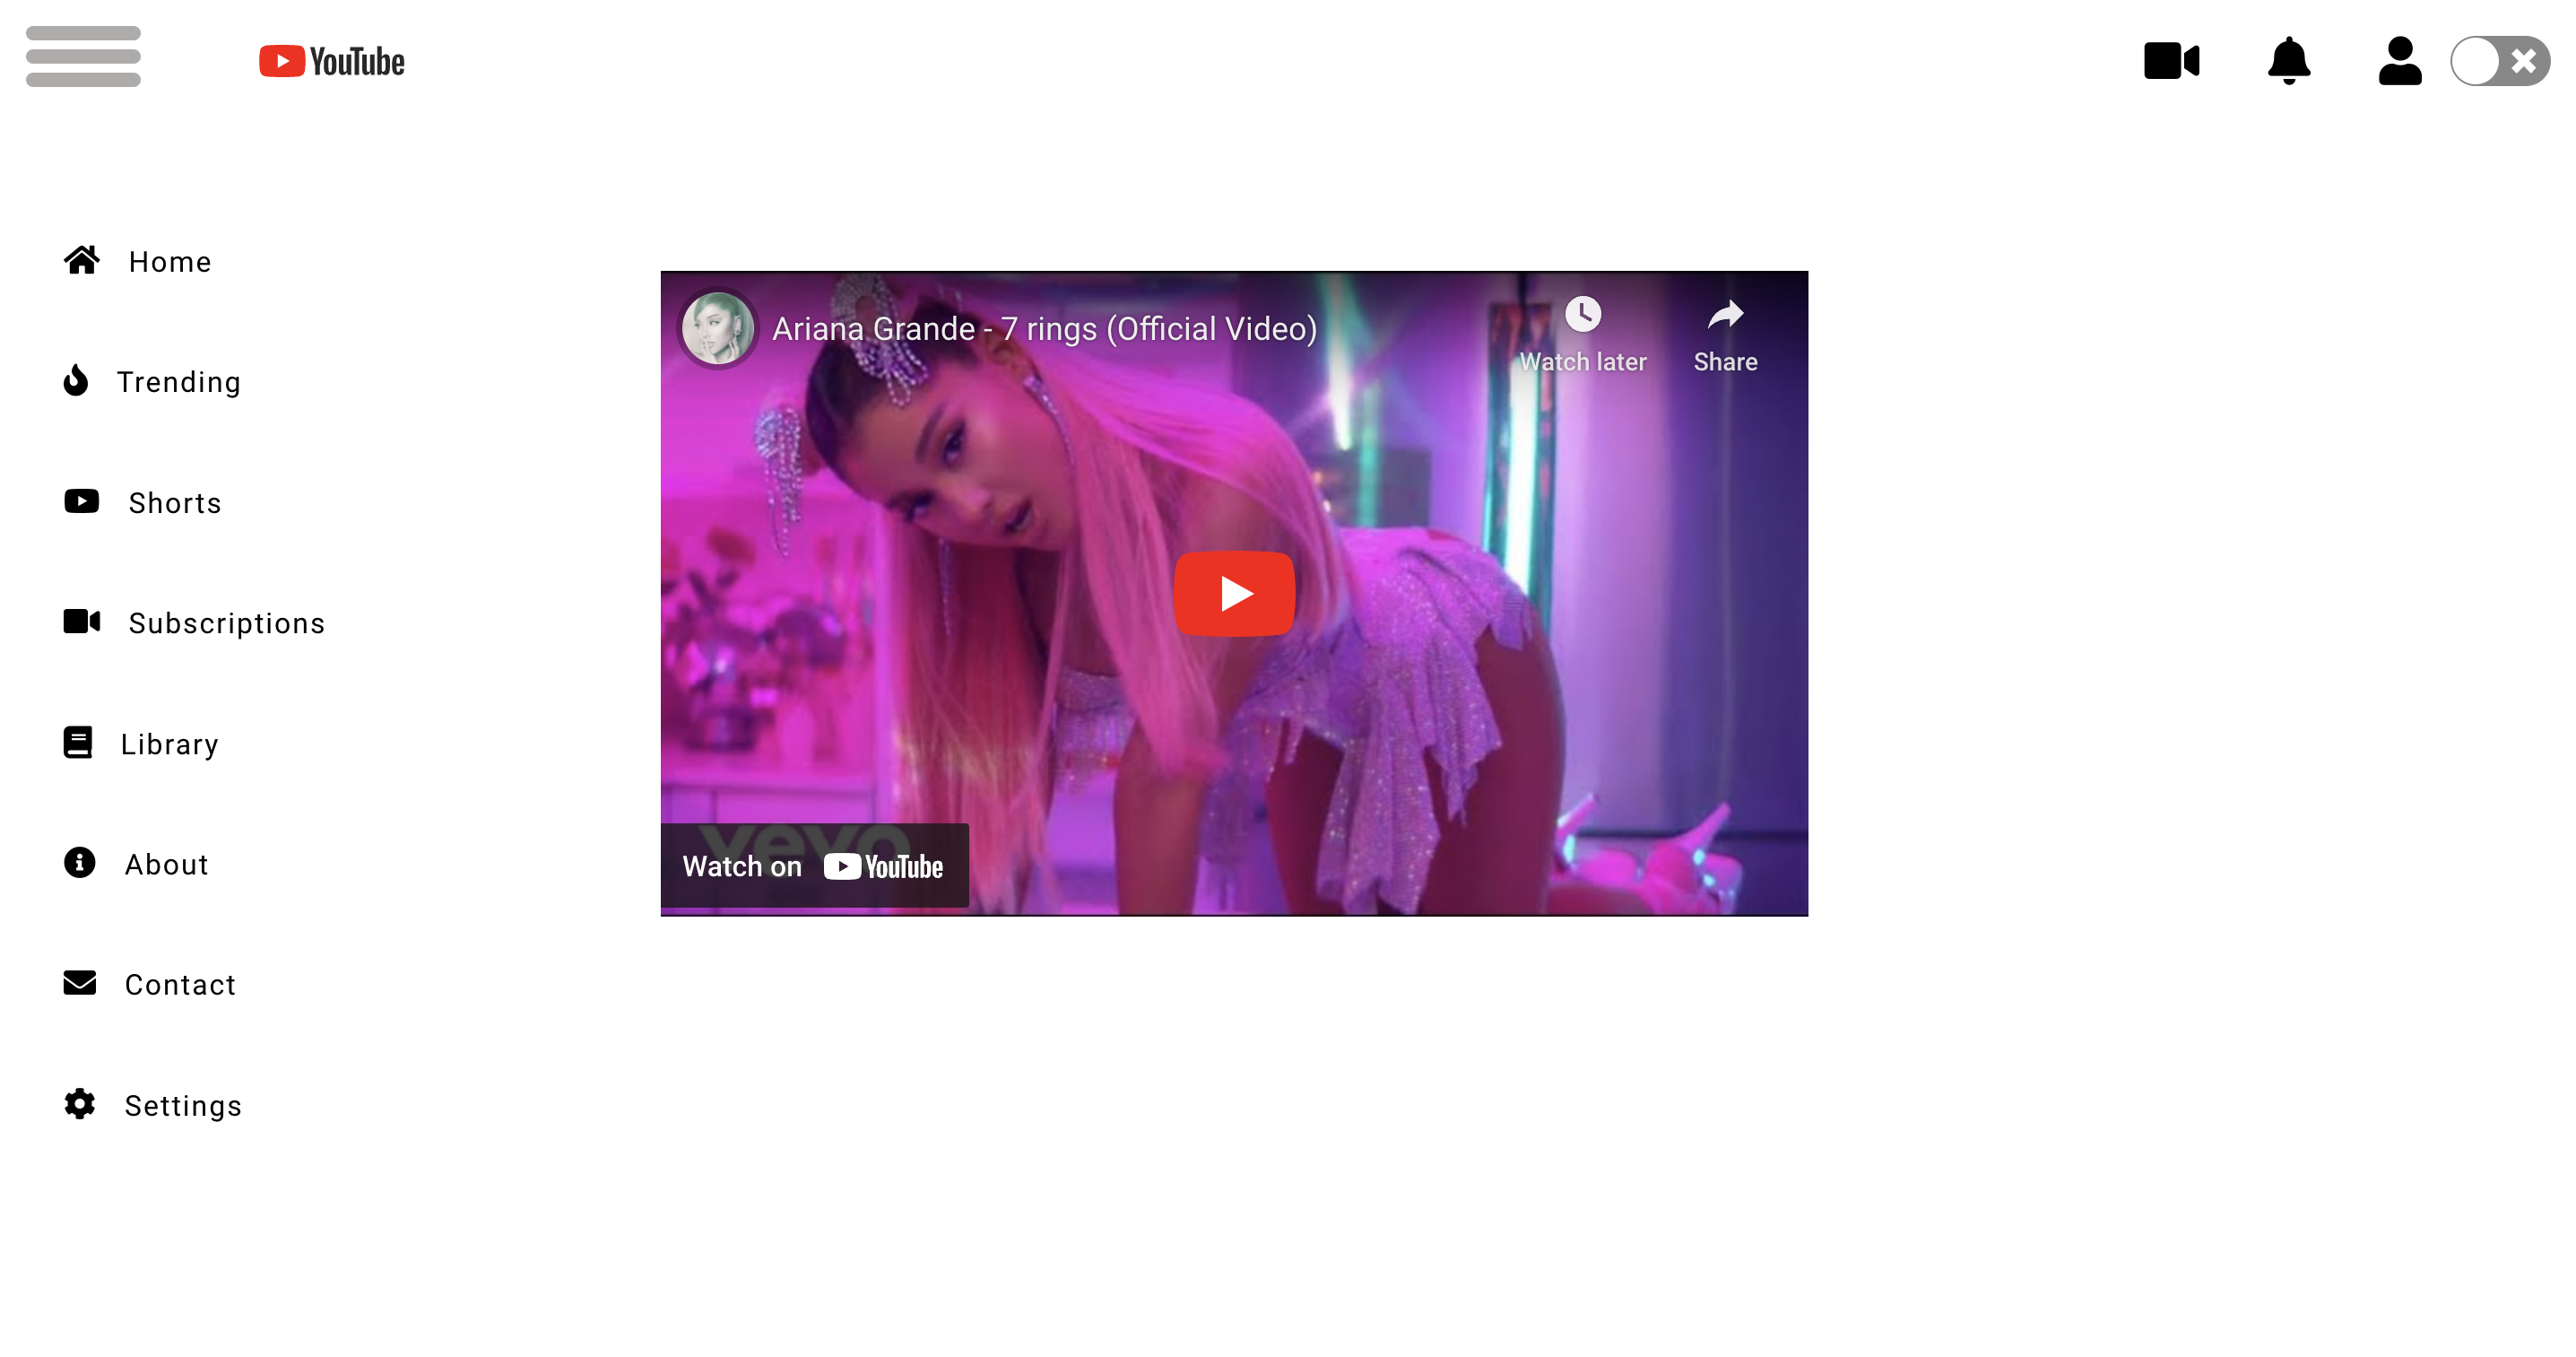 YouTube
Home
Trending
Shorts
Subscriptions
Library
About
Contact
Settings
Ariana Grande - 7 rings (Official Video)
Watch later
Share
vevo
Watch on YouTube